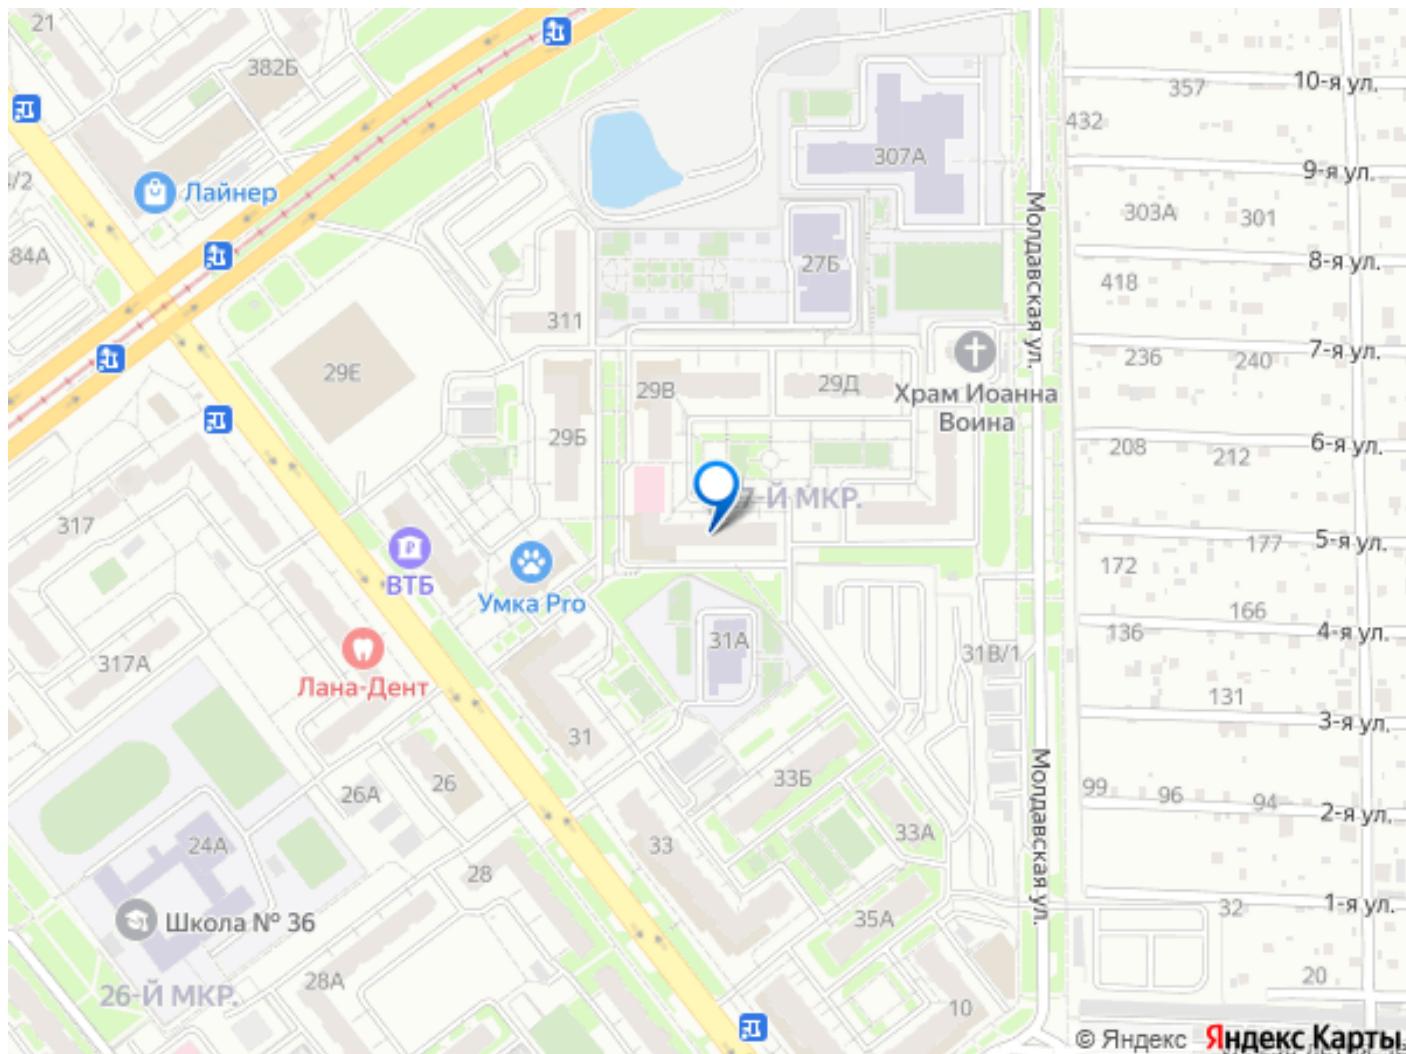 21
382Б
10-я ул.
357
432
307А
9-я ул.
/2
Лайнер
303А
301
Молдавская ул.
84А
27Б
8-я ул.
418
311
7-я ул.
236
240
29Е
29В
29Д
Храм Иоанна
Воина
29Б
6-я ул.
208
212
7-Й МКР.
317
5-я ул.
177
172
ВТБ
Умка Pro
166
4-я ул.
136
31А
31В/1
317А
Лана-Дент
131
3-я ул.
31
Молдавская ул.
33Б
26
26А
99
96
94
2-я ул.
33А
24А
33
28
1-я ул.
32
35А
Школа № 36
28А
26-Й МКР.
20
10
© Яндекс Яндекс Карты